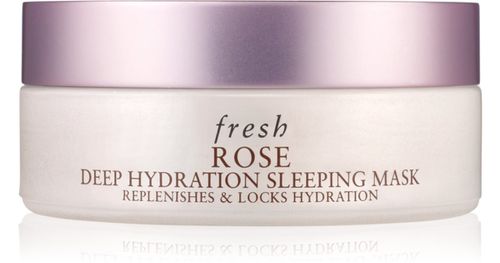 fresh
ROSE
DEEP HYDRATION SLEEPING MASK
REPLENISHES & LOCKS HYDRATION